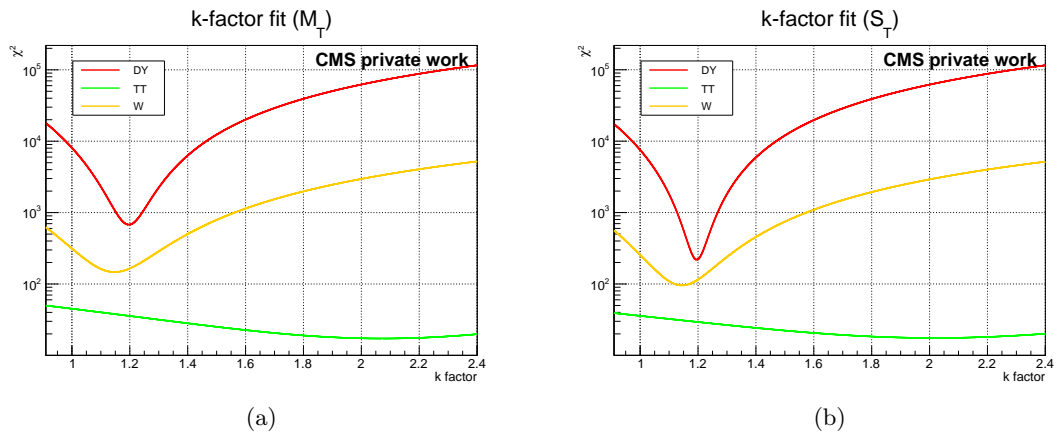 k-factor fit (M_T)
χ²
CMS private work
DY
TT
W
10⁵
10⁴
10³
10²
1 1.2 1.4 1.6 1.8 2 2.2 2.4
k factor
(a)
k-factor fit (S_T)
χ²
CMS private work
DY
TT
W
10⁵
10⁴
10³
10²
1 1.2 1.4 1.6 1.8 2 2.2 2.4
k factor
(b)